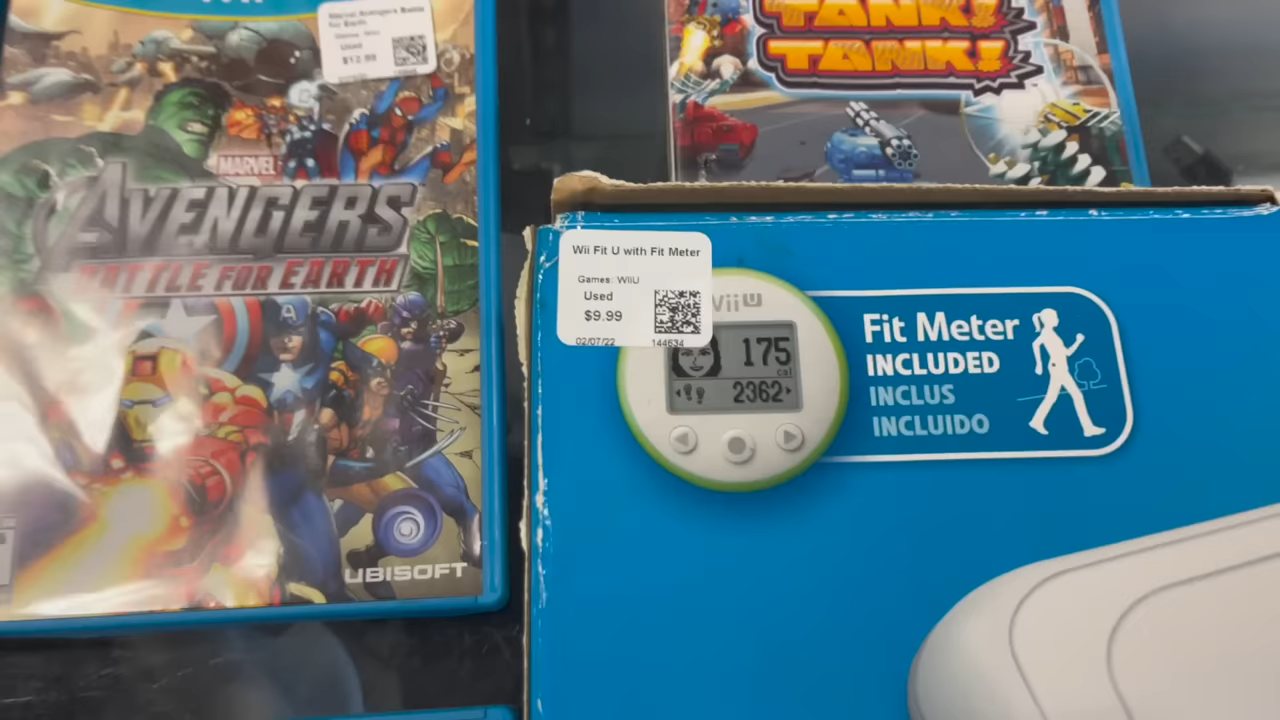 Marvel Avengers Battle
for Earth
Used
$12.99
MARVEL
AVENGERS
BATTLE FOR EARTH
UBISOFT
TANK!
TANK!
Wii Fit U with Fit Meter
Games: WiiU
Used
$9.99
02/07/22 144634
Wii U
175
cal
2362
Fit Meter
INCLUDED
INCLUS
INCLUIDO